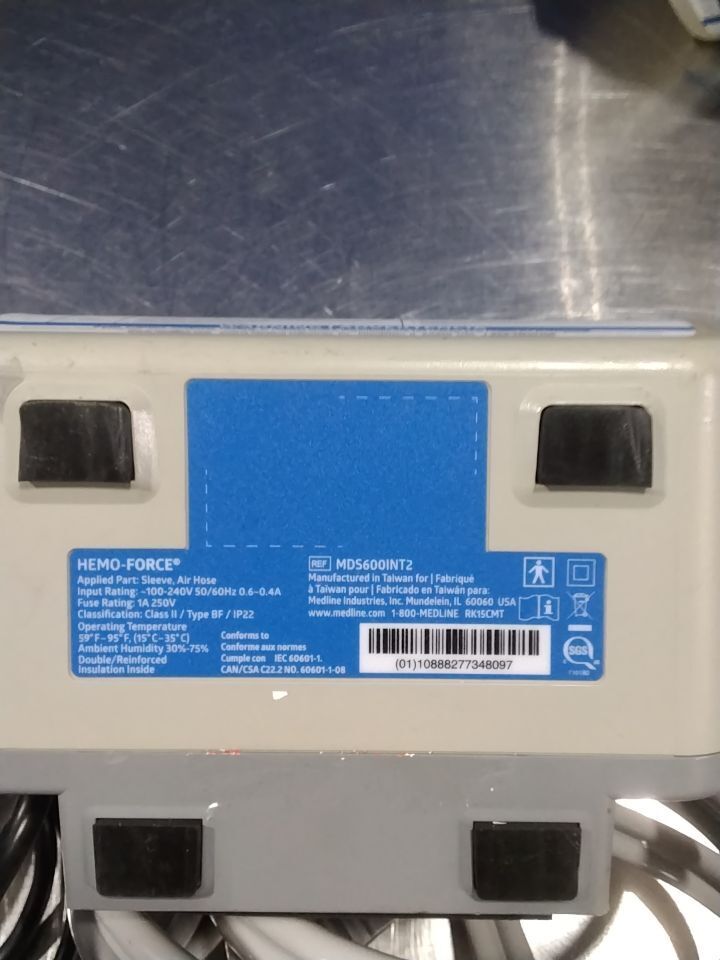 HEMO-FORCE®
Applied Part: Sleeve, Air Hose
Input Rating: ~100-240V 50/60Hz 0.6-0.4A
Fuse Rating: 1A 250V
Classification: Class II / Type BF / IP22
Operating Temperature
59°F-95°F, (15°C-35°C)
Ambient Humidity 30%-75%
Double/Reinforced
Insulation Inside
Conforms to
Conforme aux normes
Cumple con IEC 60601-1.
CAN/CSA C22.2 NO. 60601-1-08
REF MDS600INT2
Manufactured in Taiwan for | Fabriqué
à Taiwan pour | Fabricado en Taiwán para:
Medline Industries, Inc. Mundelein, IL 60060 USA
www.medline.com 1-800-MEDLINE RK15CMT
(01)10888277348097
SGS